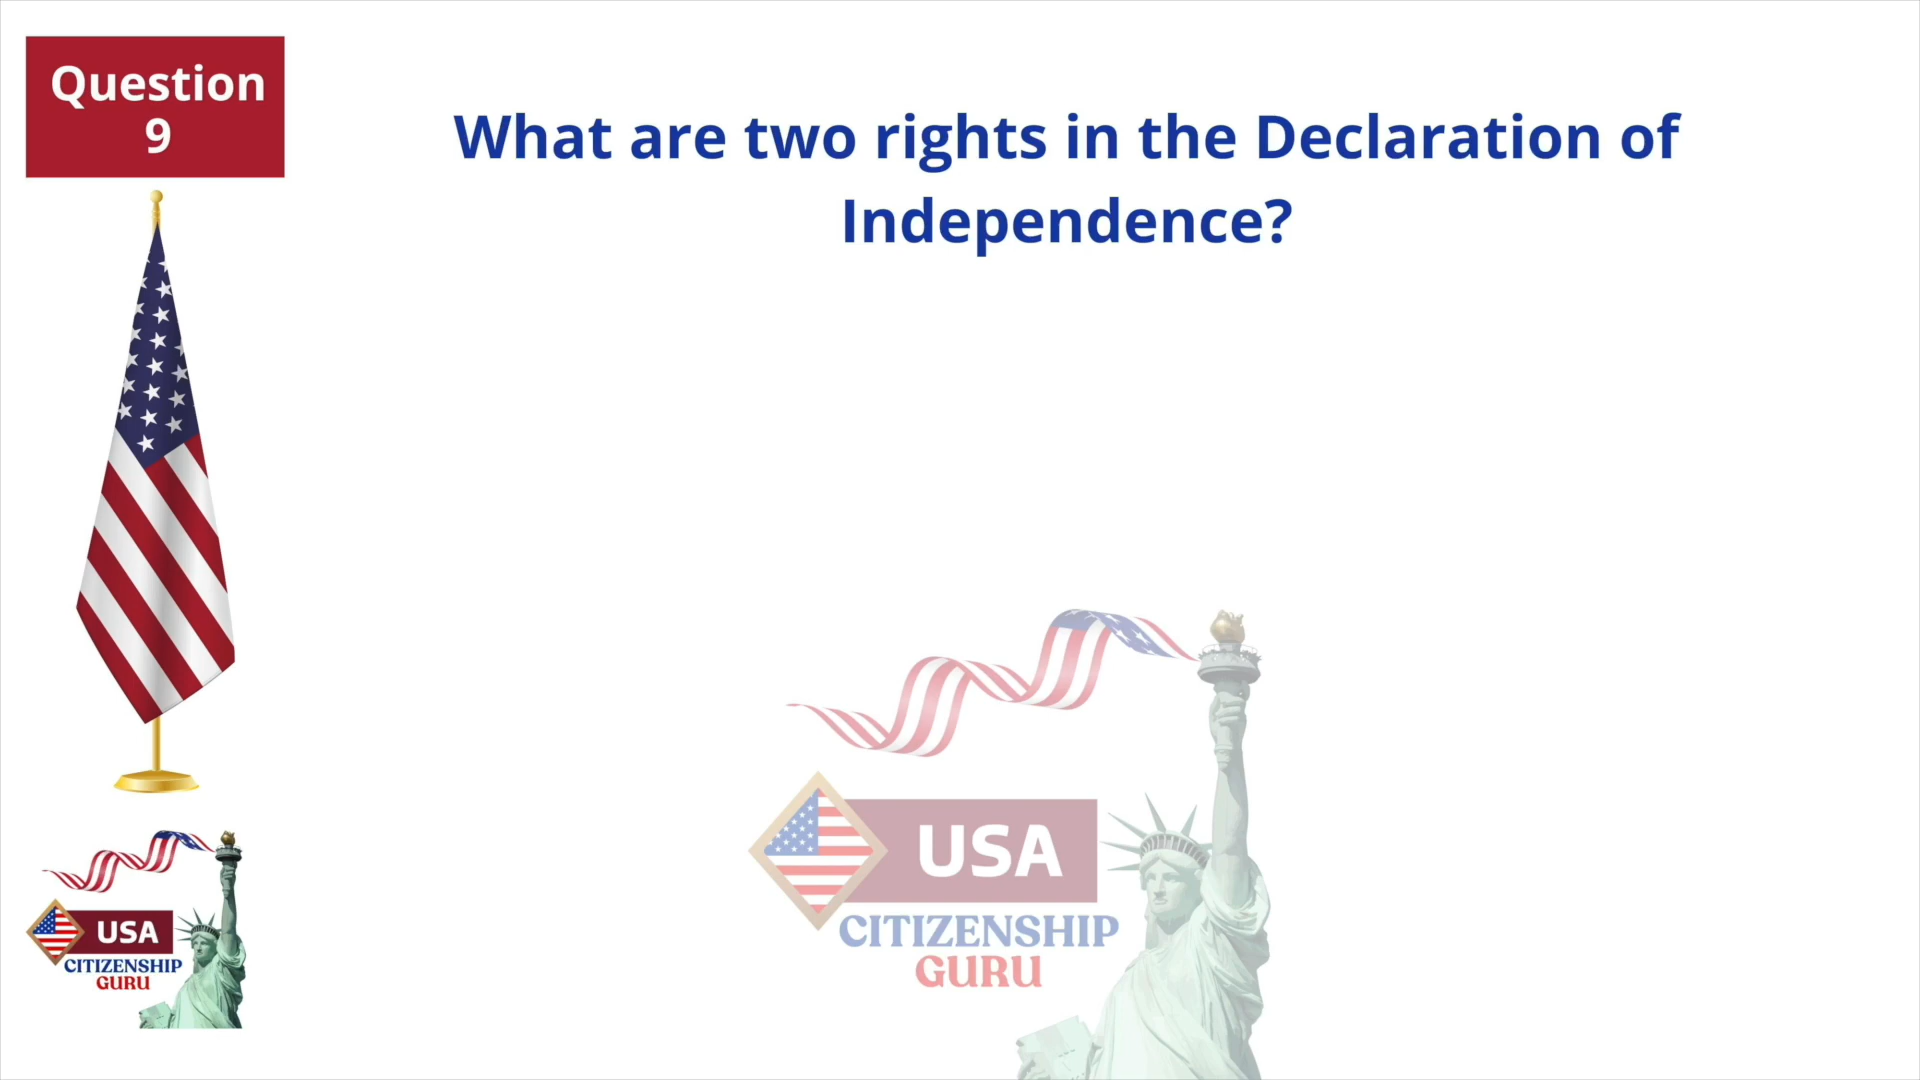 Question
9
What are two rights in the Declaration of
Independence?
USA
CITIZENSHIP
GURU
USA
CITIZENSHIP
GURU